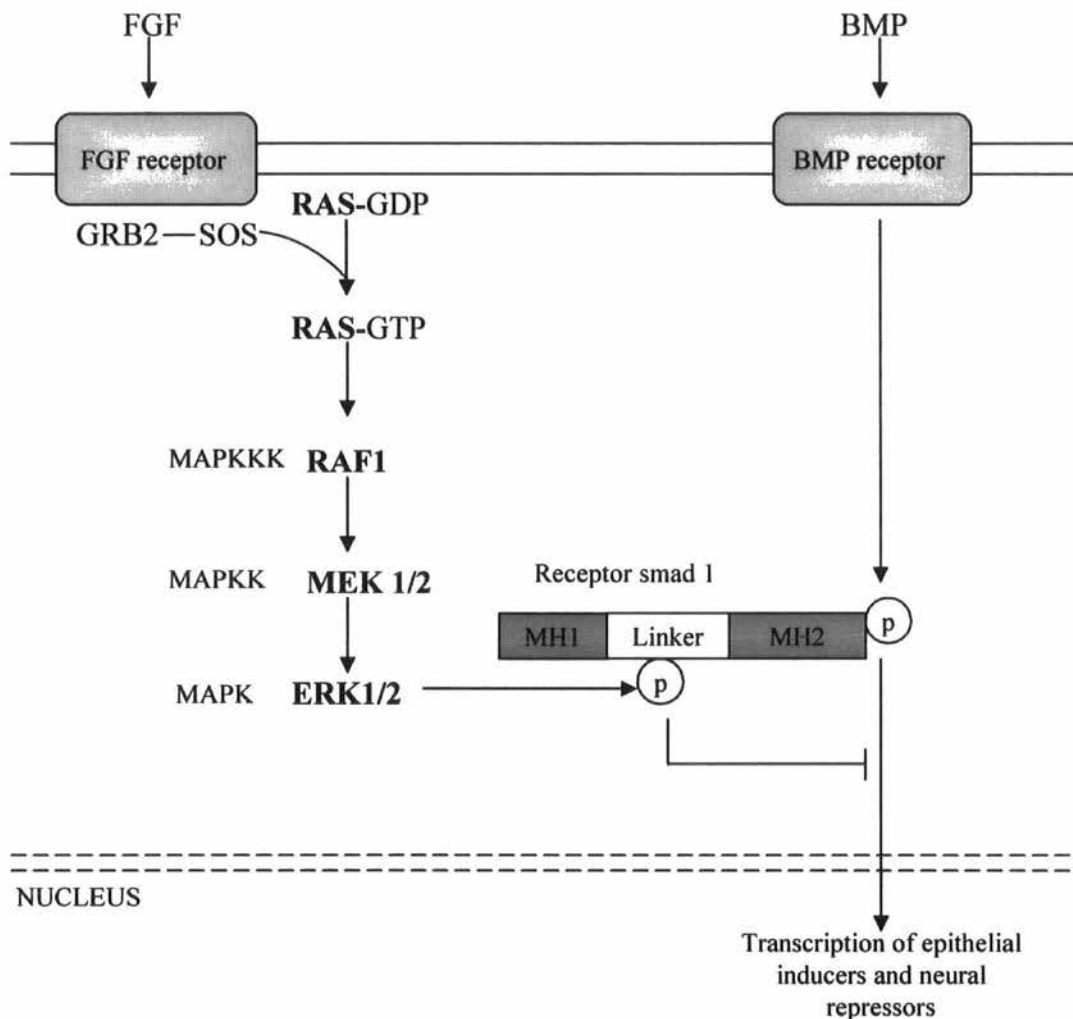 FGF
BMP
FGF receptor
BMP receptor
RAS-GDP
GRB2—SOS
RAS-GTP
MAPKKK RAF1
MAPKK MEK 1/2
Receptor smad 1
MH1 Linker MH2
p
MAPK ERK1/2
p
NUCLEUS
Transcription of epithelial
inducers and neural
repressors